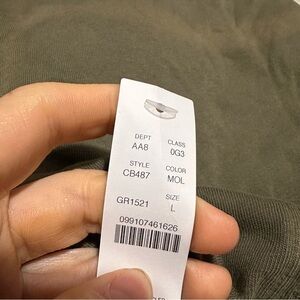 DEPT CLASS
AA8 0G3
STYLE COLOR
CB487 MOL
GR1521 SIZE
L
099107461626